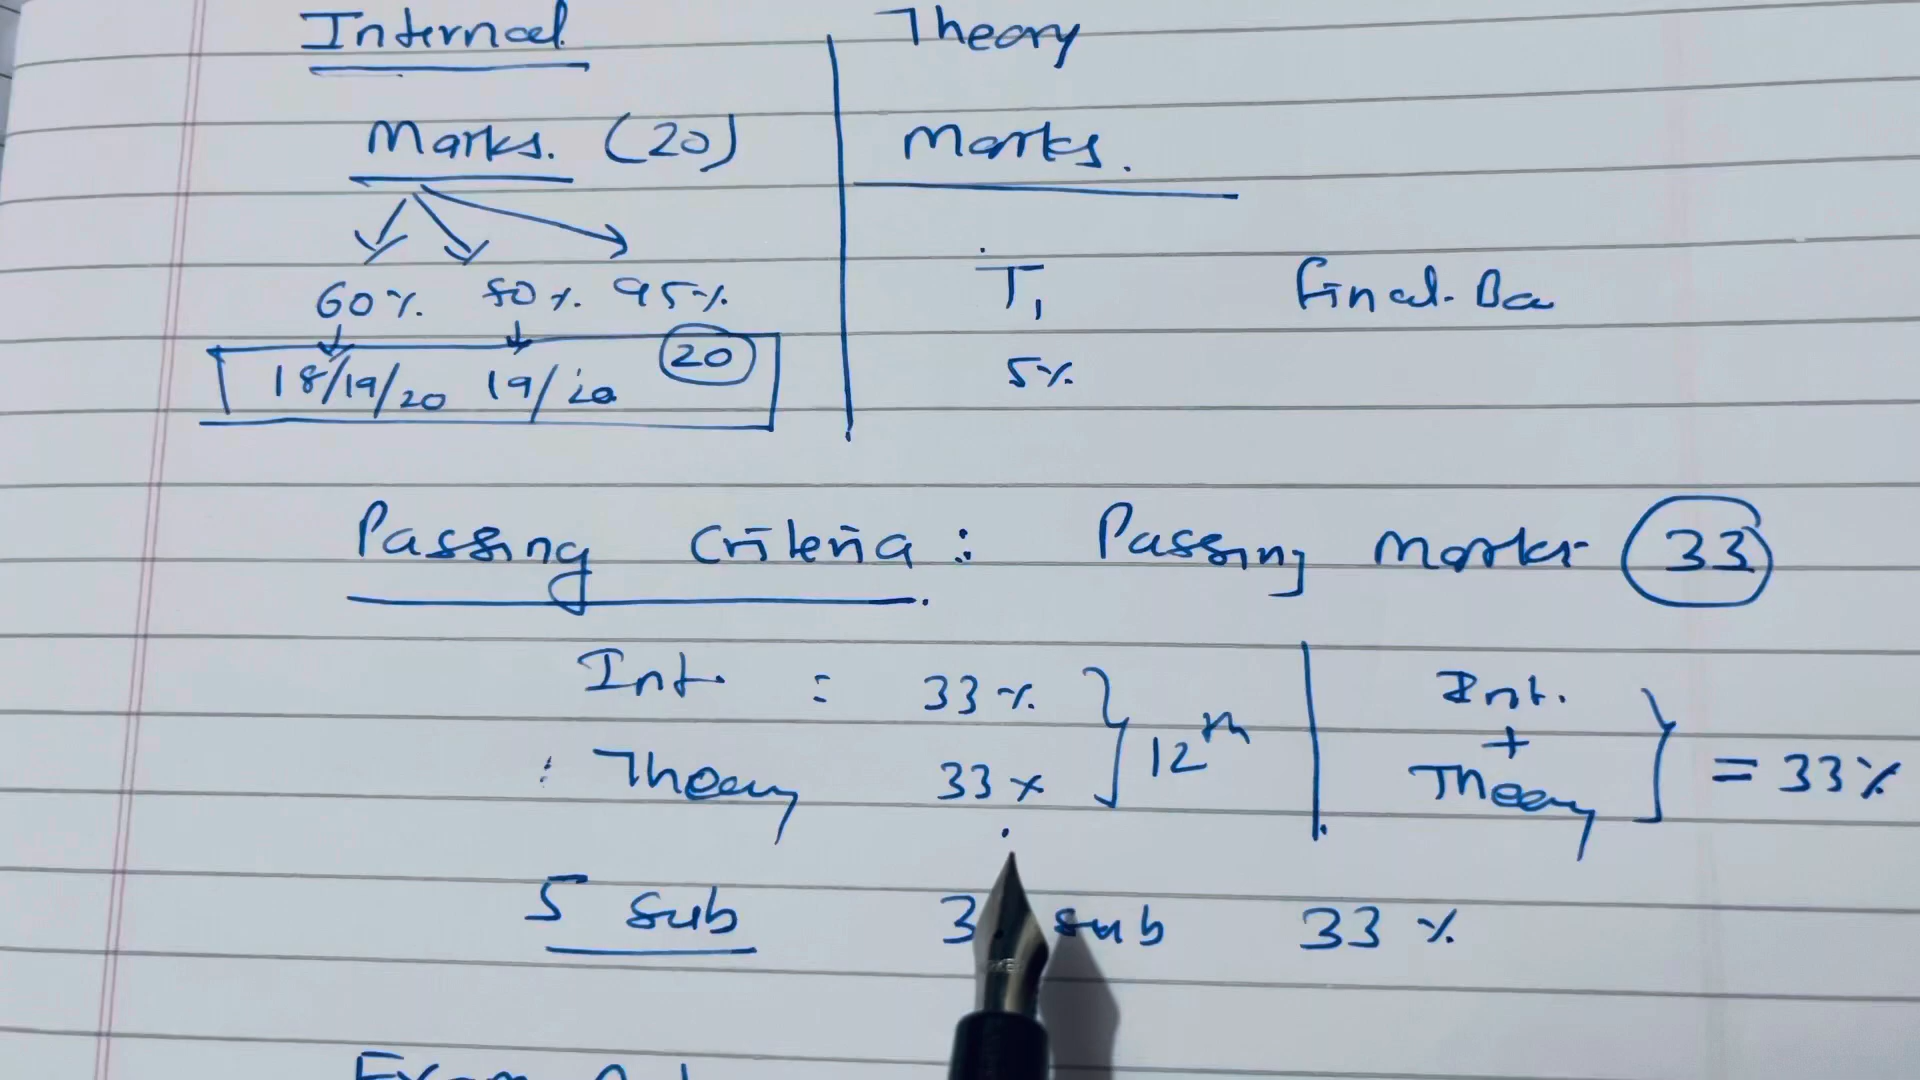 Internal
Marks. (20)
60%. 80%. 95%
18/19/20 19/20 20
Theory
Marks.
T1 Final-Ba
5%
Passing Criteria: Passing Marks 33
Int. = 33%
Theory 33%
12th
Int.
+
Theory
= 33%
5 sub 3 sub 33%